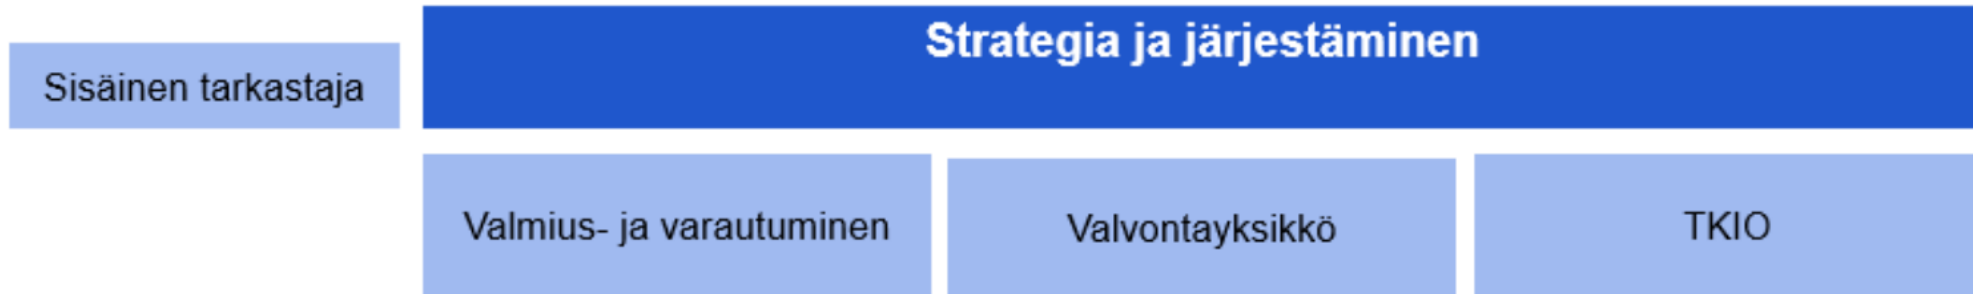 Strategia ja järjestäminen
Sisäinen tarkastaja
Valmius- ja varautuminen
Valvontayksikkö
TKIO